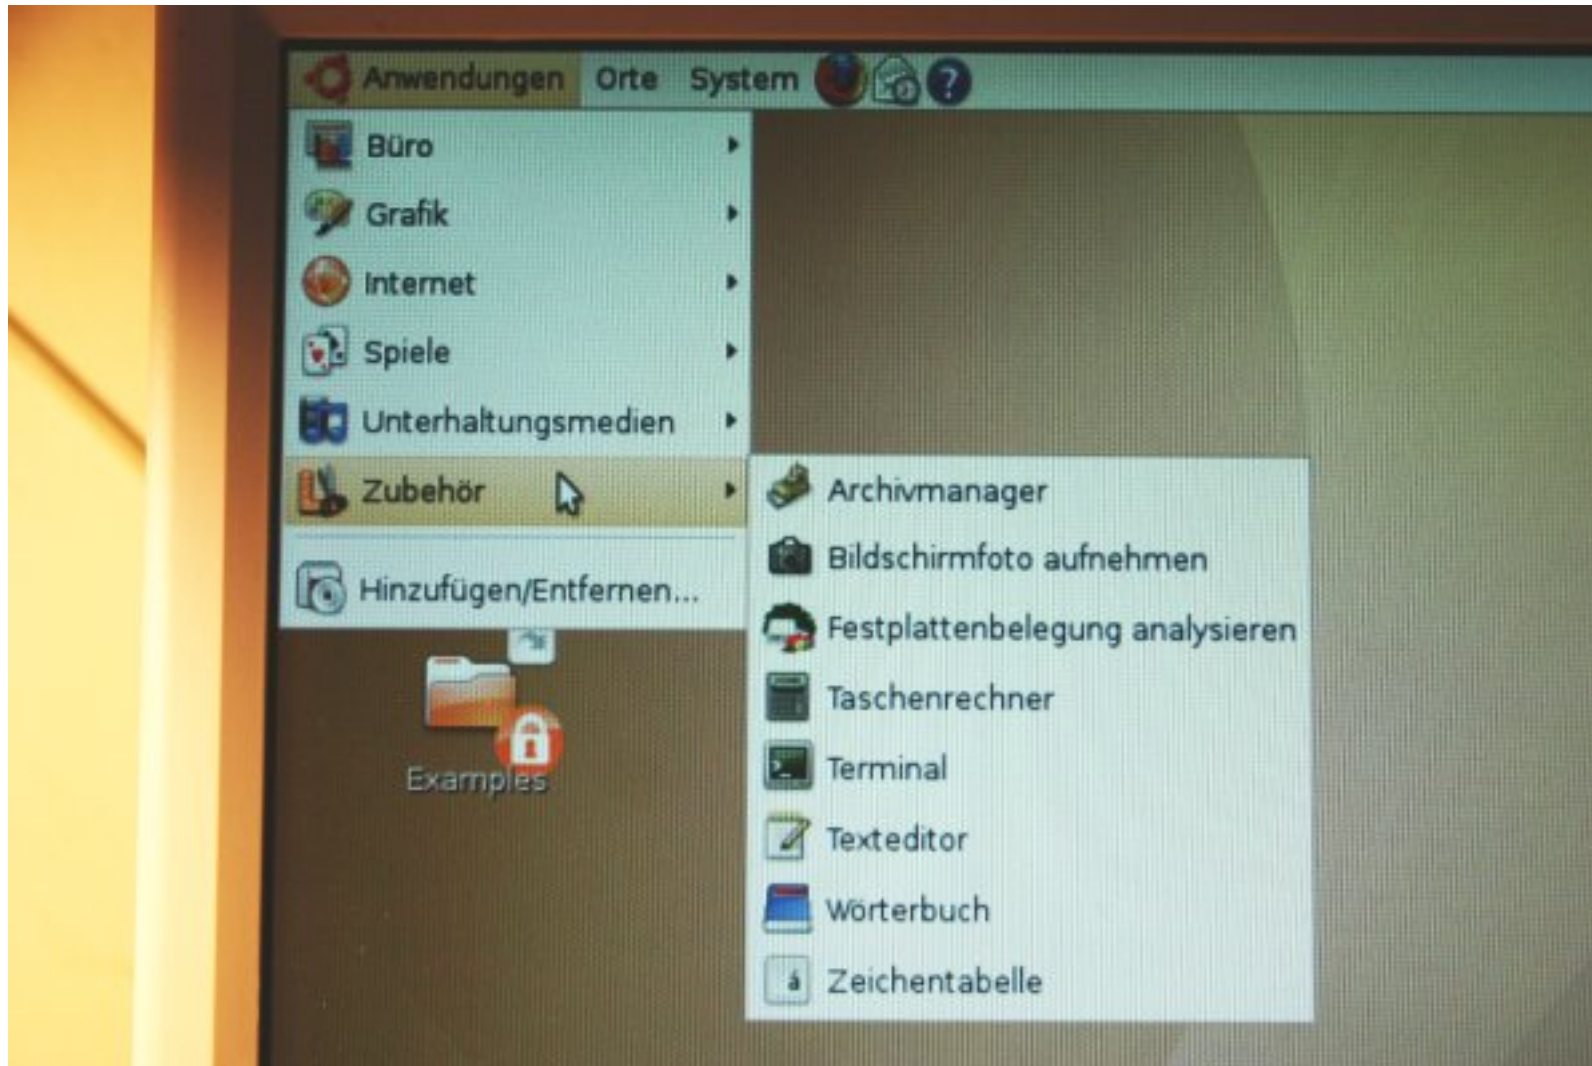 Anwendungen Orte System
Büro
Grafik
Internet
Spiele
Unterhaltungsmedien
Zubehör
Hinzufügen/Entfernen...
Archivmanager
Bildschirmfoto aufnehmen
Festplattenbelegung analysieren
Taschenrechner
Terminal
Texteditor
Wörterbuch
Zeichentabelle
Examples